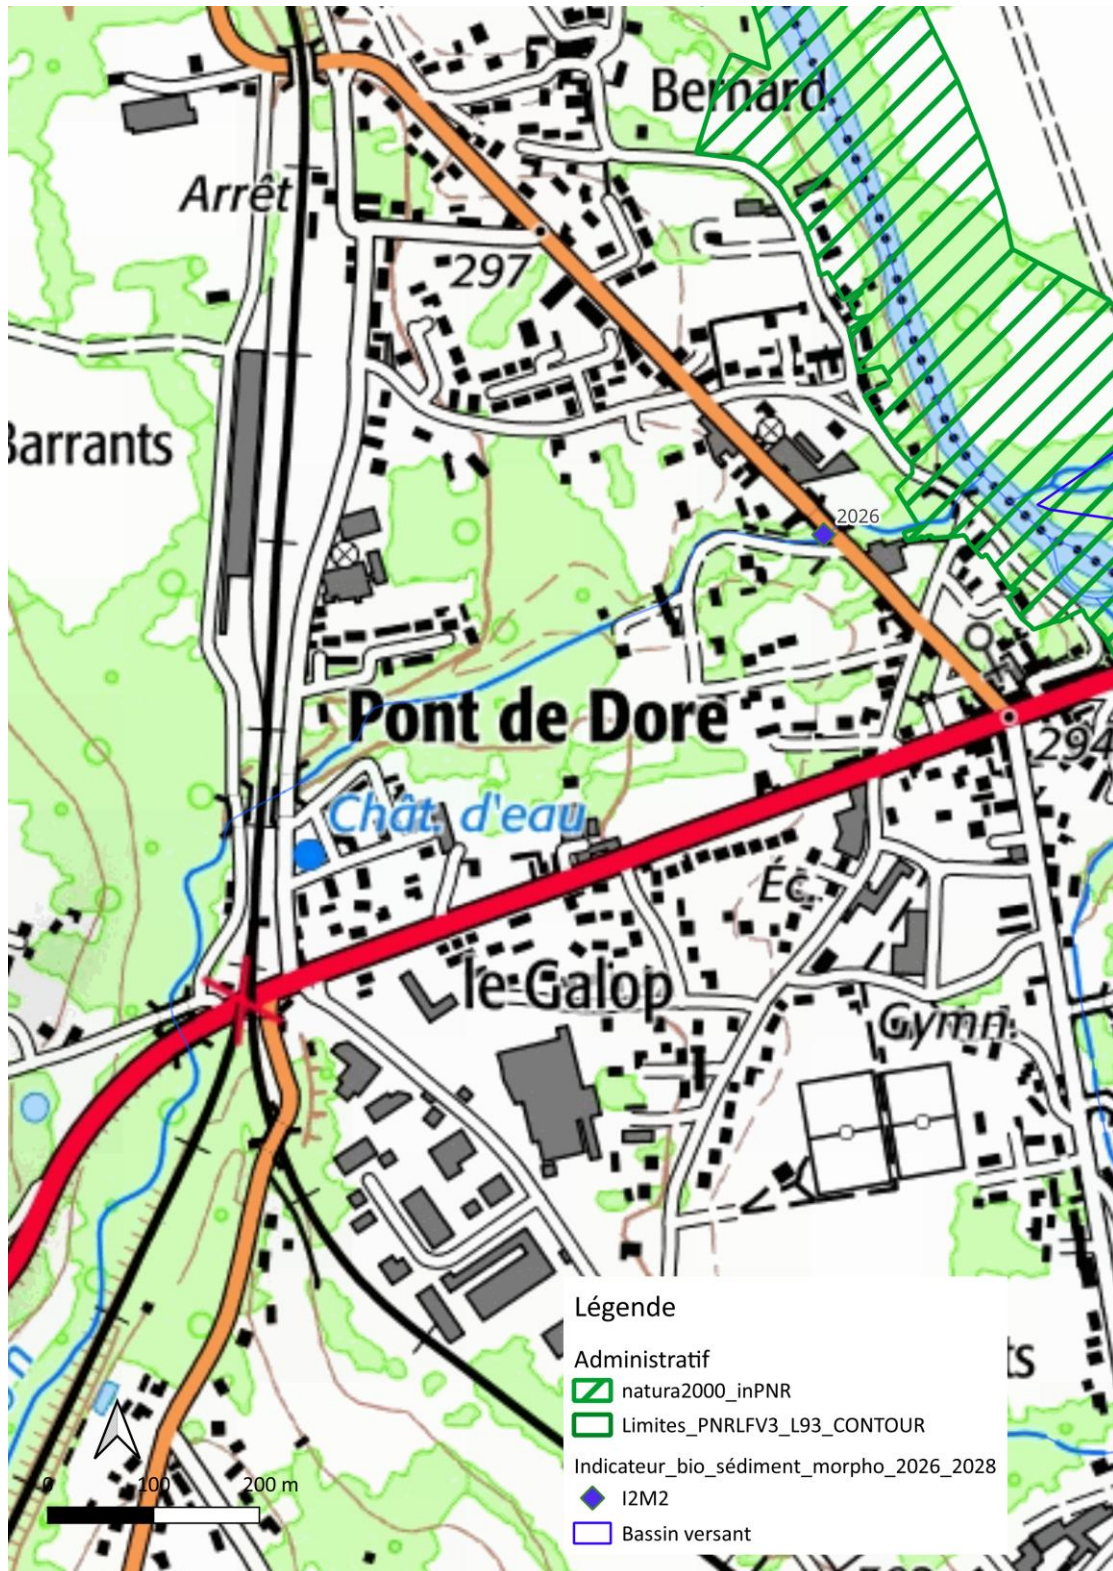 Bernard
Arrêt
297
Barrants
2026
Pont de Dore
294
Chât. d'eau
Éc.
le Galop
Gymn.
Légende
Administratif
natura2000_inPNR
Limites_PNRLFV3_L93_CONTOUR
Indicateur_bio_sédiment_morpho_2026_2028
I2M2
Bassin versant
ts
n
0 100 200 m